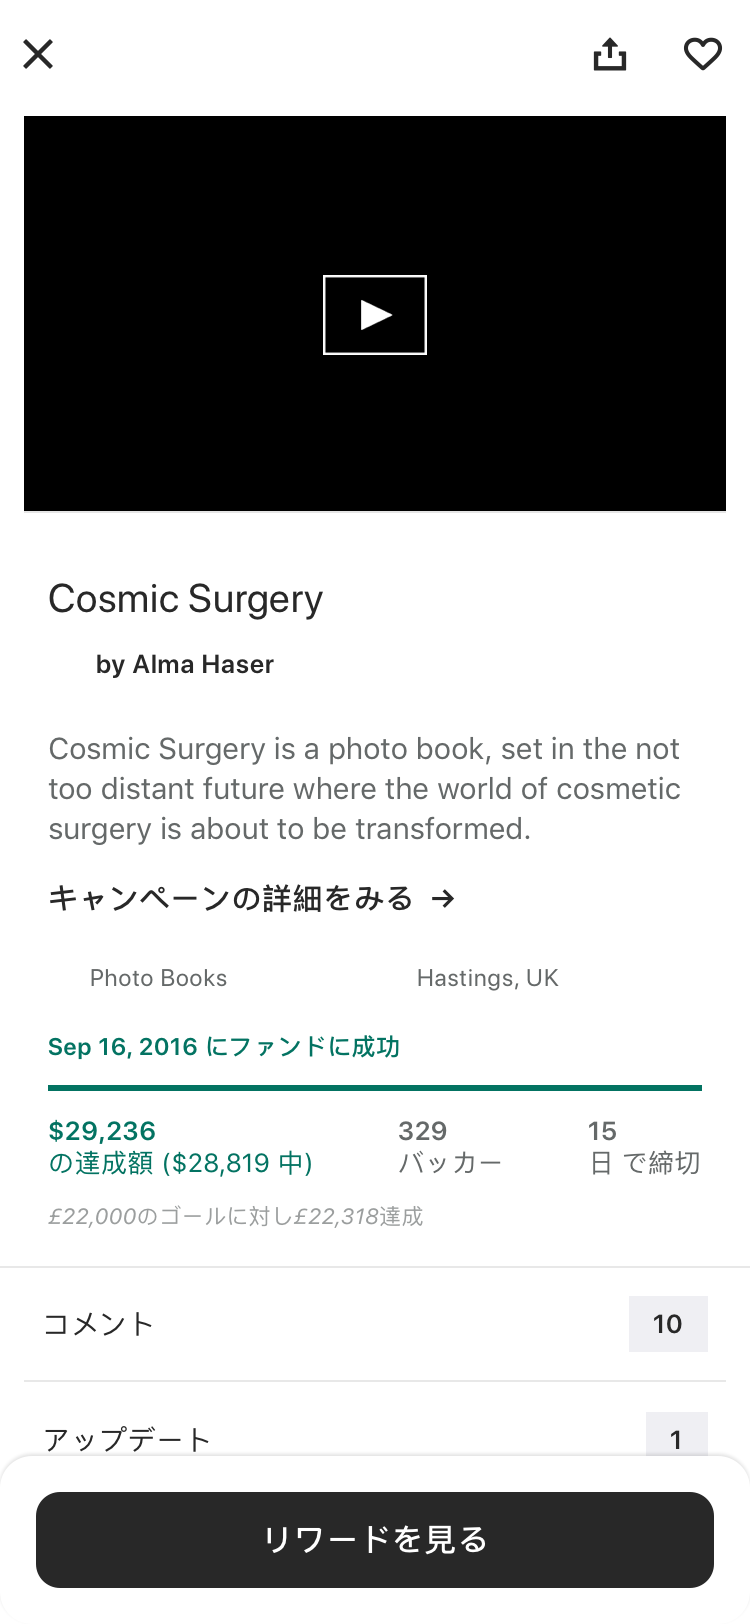 Cosmic Surgery
by Alma Haser
Cosmic Surgery is a photo book, set in the not
too distant future where the world of cosmetic
surgery is about to be transformed.
キャンペーンの詳細をみる →
Photo Books
Hastings, UK
Sep 16, 2016 にファンドに成功
$29,236
の達成額 ($28,819 中)
329
バッカー
15
日 で締切
£22,000のゴールに対し£22,318達成
コメント
10
アップデート
1
リワードを見る